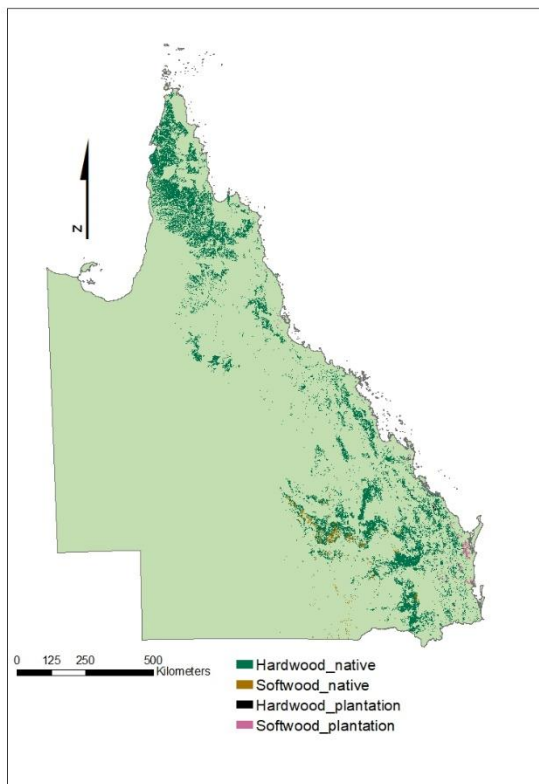 N
0 125 250 500
Kilometers
Hardwood_native
Softwood_native
Hardwood_plantation
Softwood_plantation